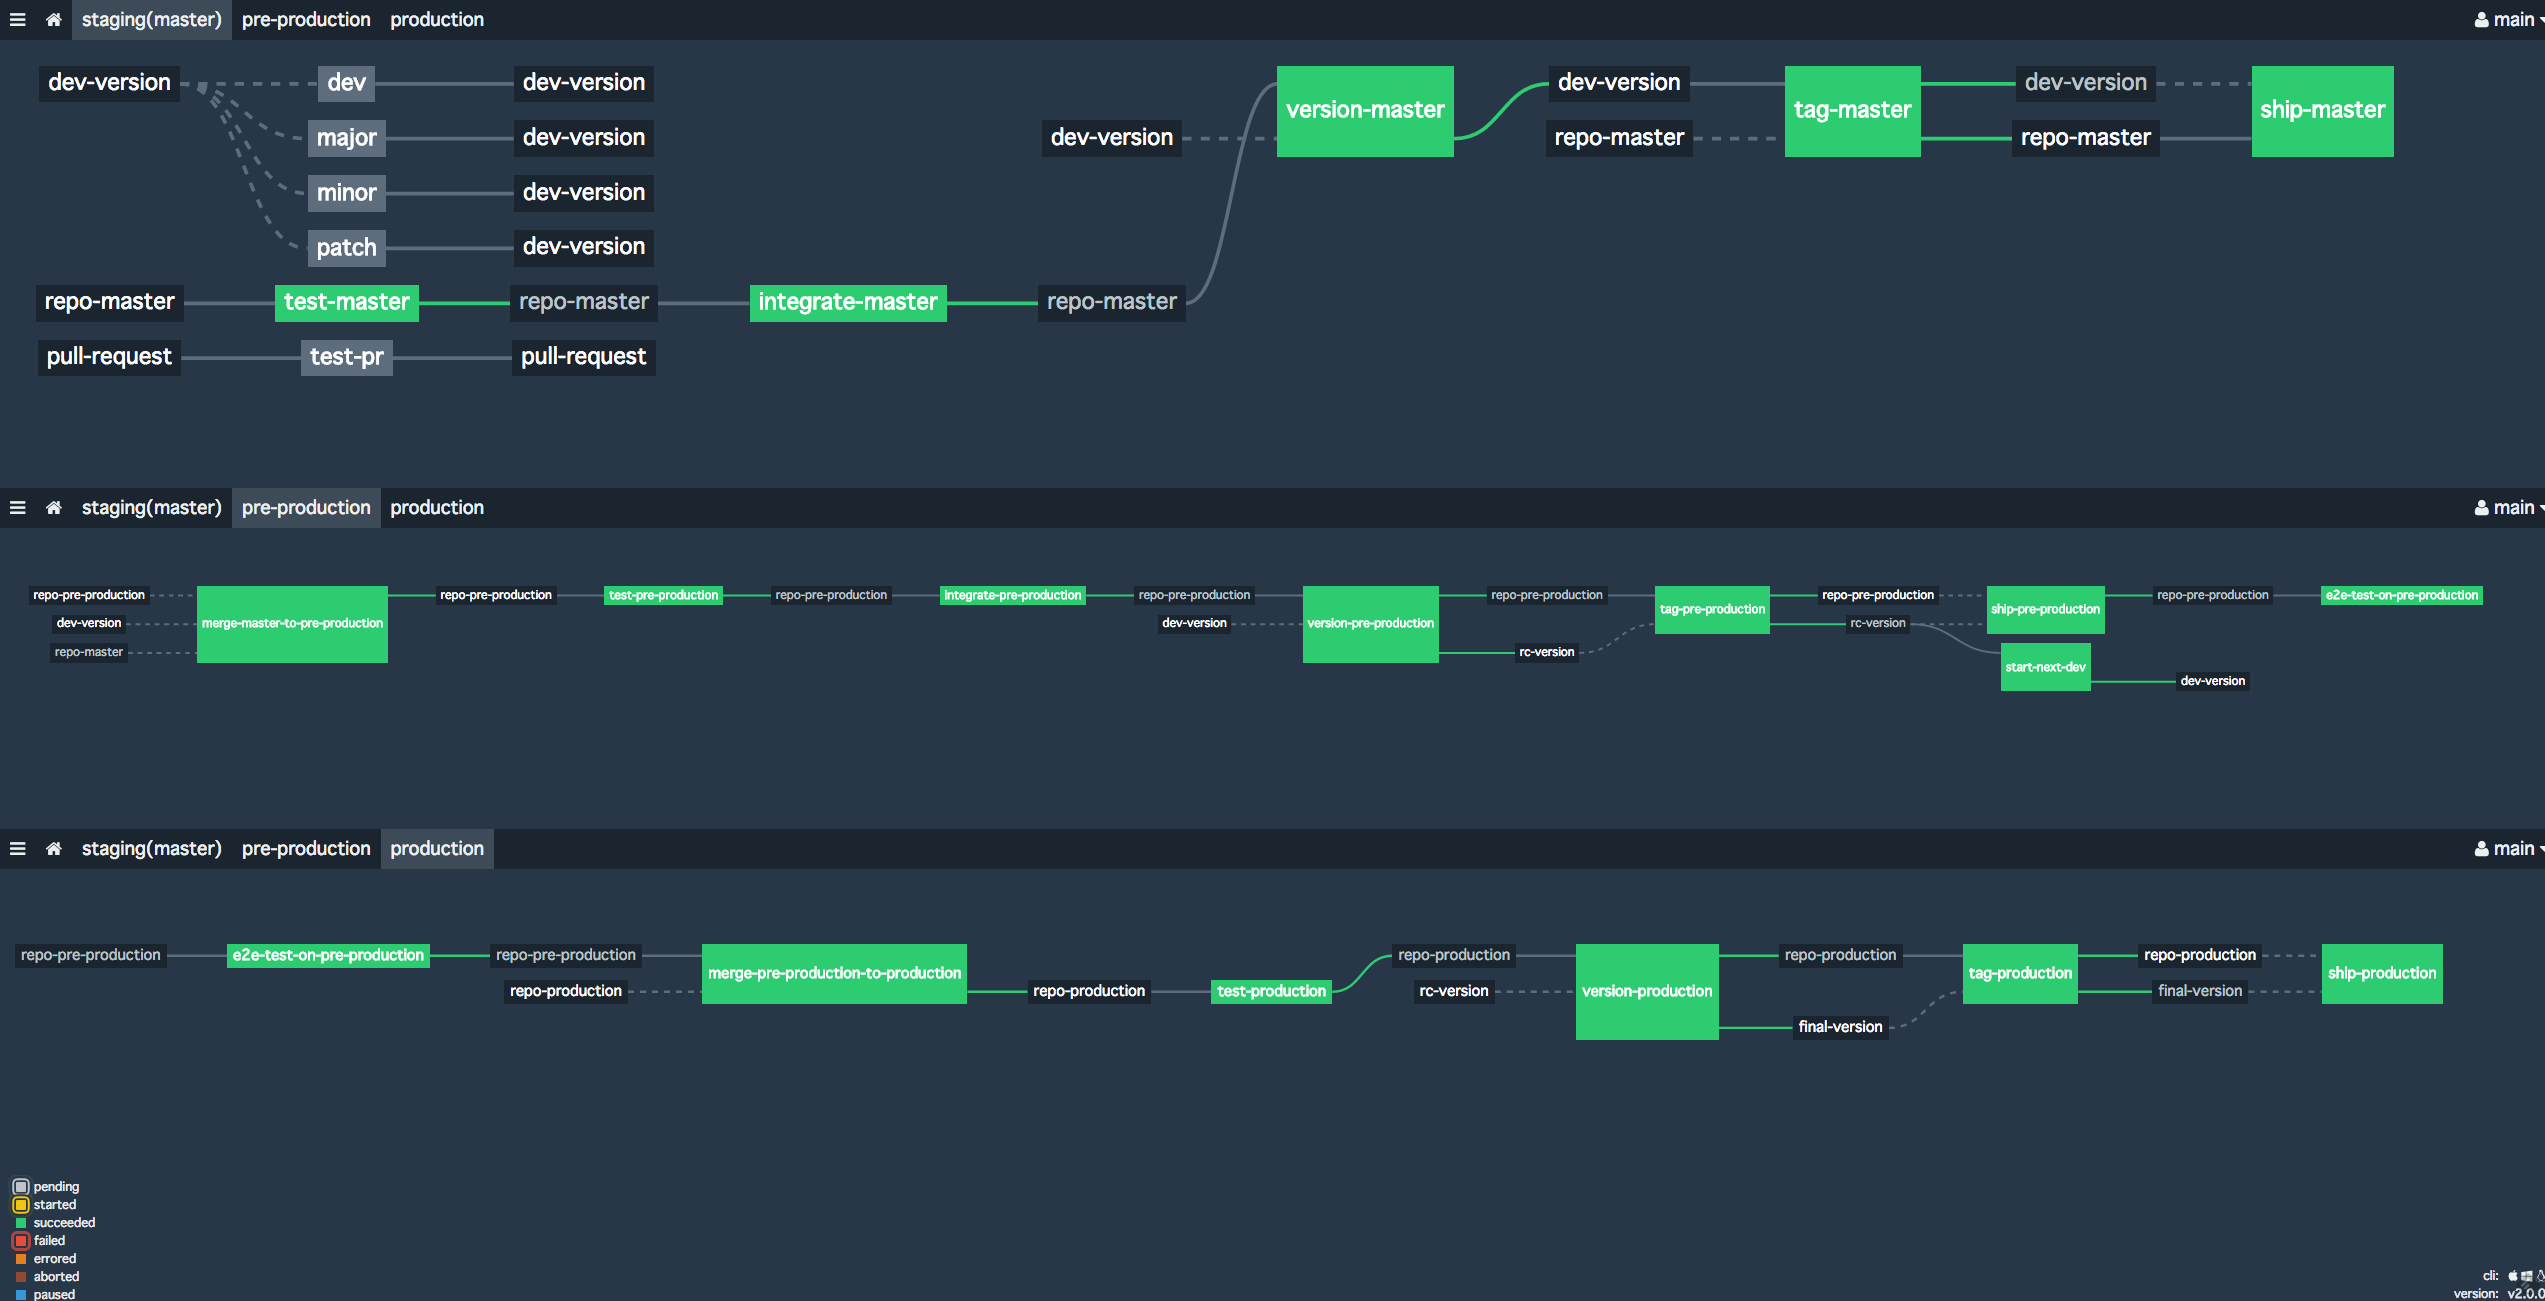 staging(master) pre-production production main
dev-version dev dev-version version-master dev-version tag-master dev-version ship-master
major dev-version dev-version repo-master repo-master
minor dev-version
patch dev-version
repo-master test-master repo-master integrate-master repo-master
pull-request test-pr pull-request
staging(master) pre-production production main
repo-pre-production repo-pre-production test-pre-production repo-pre-production integrate-pre-production repo-pre-production repo-pre-production tag-pre-production repo-pre-production ship-pre-production repo-pre-production e2e-test-on-pre-production
dev-version merge-master-to-pre-production dev-version version-pre-production rc-version
repo-master rc-version start-next-dev
dev-version
staging(master) pre-production production main
repo-pre-production e2e-test-on-pre-production repo-pre-production merge-pre-production-to-production repo-production repo-production tag-production repo-production ship-production
repo-production repo-production test-production rc-version version-production final-version
final-version
pending
started
succeeded
failed
errored
aborted
paused
cli:
version: v2.0.0